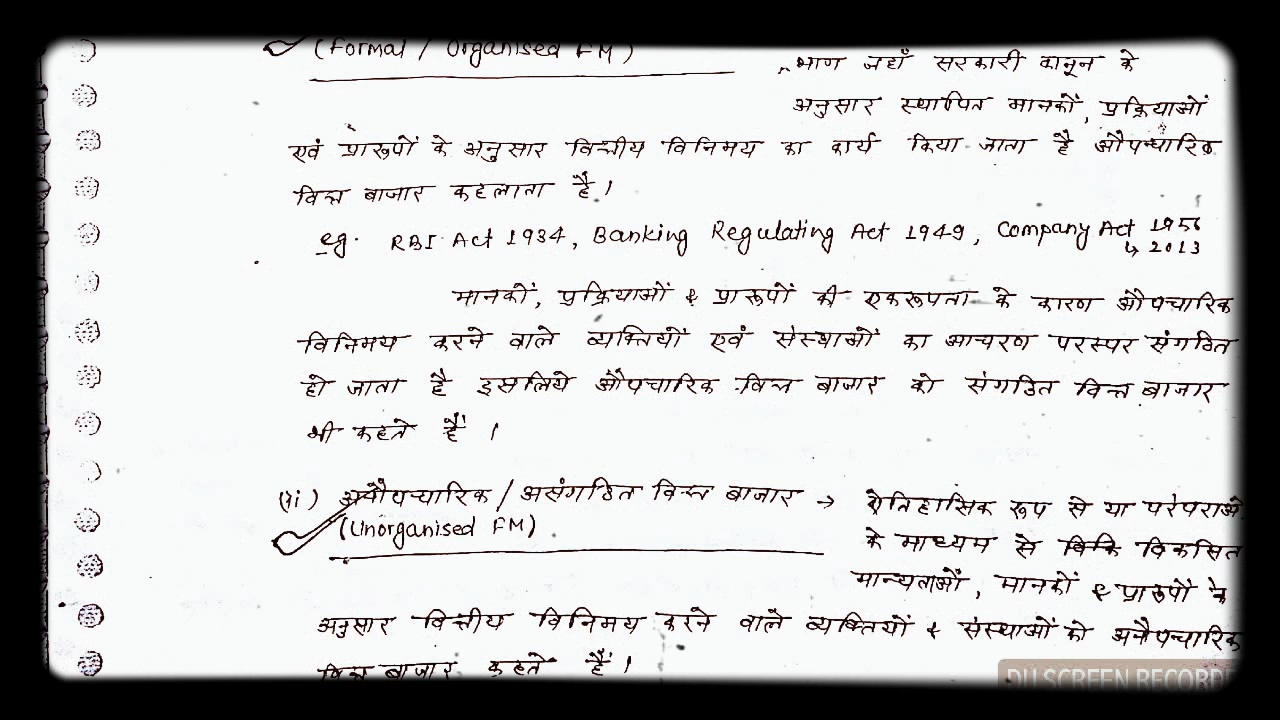 (Formal / Organised FM)
भाग जहाँ सरकारी कानून के
अनुसार स्थापित मानकों, प्रक्रियाओं
एवं प्रारूपों के अनुसार वित्तीय विनिमय का कार्य किया जाता है औपचारिक
वित्त बाजार कहलाता है।
eg. RBI Act 1934, Banking Regulating Act 1949, Company Act 1956
↳ 2013
मानकों, प्रक्रियाओं & प्रारूपों की एकरूपता के कारण औपचारिक
विनिमय करने वाले व्यक्तियों एवं संस्थाओं का आचरण परस्पर संगठित
हो जाता है इसलिये औपचारिक वित्त बाजार को संगठित वित्त बाजार
भी कहते हैं।
(ii) अनौपचारिक / असंगठित वित्त बाजार → ऐतिहासिक रूप से या परंपराओं
(Unorganised FM)
के माध्यम से विकसित
मान्यताओं, मानकों & प्रारूपों के
अनुसार वित्तीय विनिमय करने वाले व्यक्तियों & संस्थाओं को अनौपचारिक
वित्त बाजार कहते हैं।
DU SCREEN RECORDE